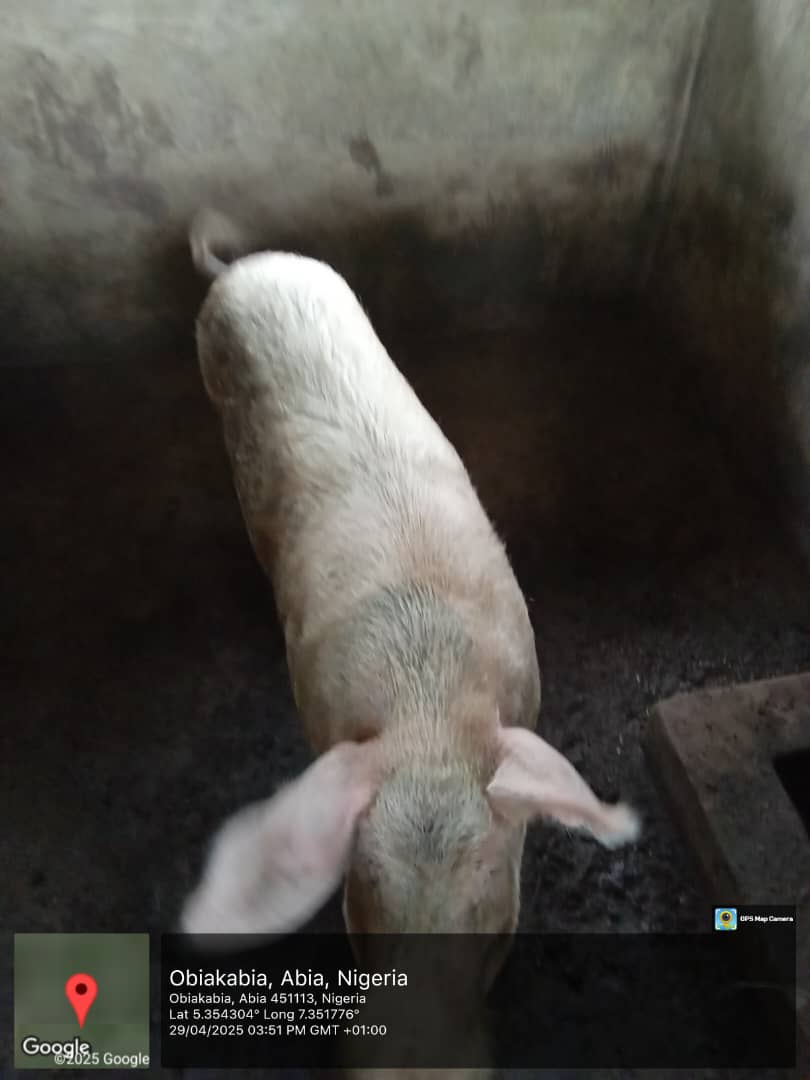 GPS Map Camera
Obiakabia, Abia, Nigeria
Obiakabia, Abia 451113, Nigeria
Lat 5.354304° Long 7.351776°
29/04/2025 03:51 PM GMT +01:00
Google
©2025 Google